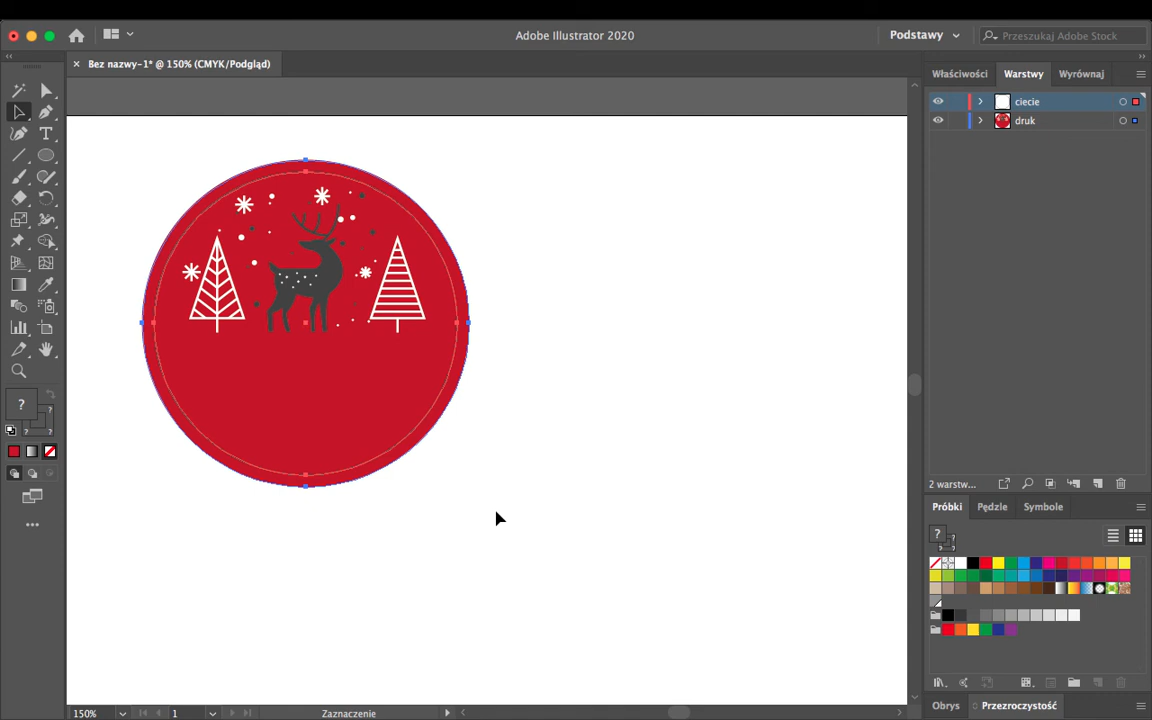 Adobe Illustrator 2020
Podstawy
Przeszukaj Adobe Stock
Bez nazwy-1* @ 150% (CMYK/Podgląd)
Właściwości
Warstwy
Wyrównaj
ciecie
druk
2 warstw...
Próbki
Pędzle
Symbole
150%
1
Zaznaczenie
Obrys
Przezroczystość